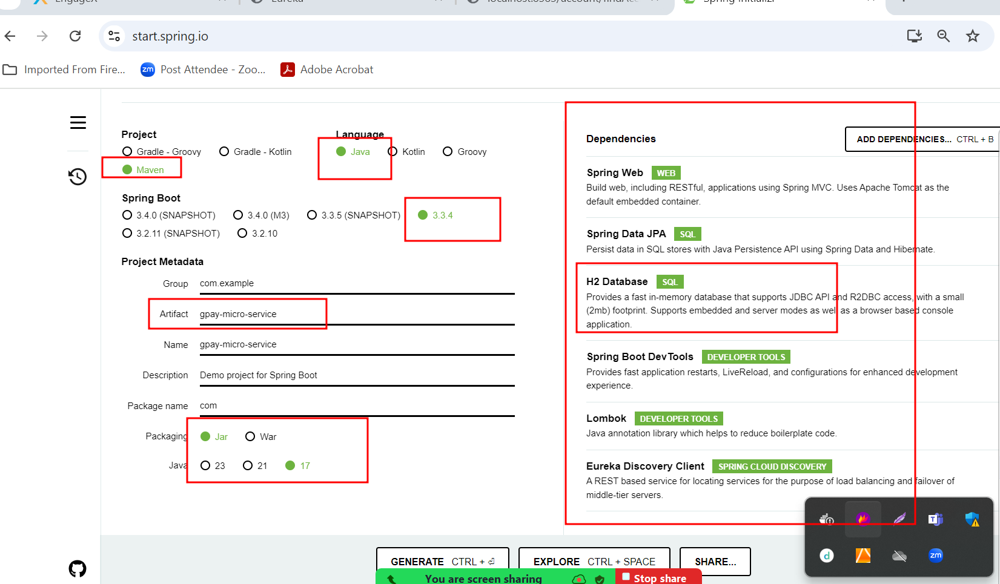 EngageX
Eureka
Spring Initializr
start.spring.io
Imported From Fire...
zm
Post Attendee - Zoo...
Adobe Acrobat
Project
Gradle - Groovy
Gradle - Kotlin
Maven
Language
Java
Kotlin
Groovy
Spring Boot
3.4.0 (SNAPSHOT)
3.4.0 (M3)
3.3.5 (SNAPSHOT)
3.3.4
3.2.11 (SNAPSHOT)
3.2.10
Project Metadata
Group com.example
Artifact gpay-micro-service
Name gpay-micro-service
Description Demo project for Spring Boot
Package name com
Packaging Jar War
Java 23 21 17
Dependencies
ADD DEPENDENCIES... CTRL + B
Spring Web WEB
Build web, including RESTful, applications using Spring MVC. Uses Apache Tomcat as the
default embedded container.
Spring Data JPA SQL
Persist data in SQL stores with Java Persistence API using Spring Data and Hibernate.
H2 Database SQL
Provides a fast in-memory database that supports JDBC API and R2DBC access, with a small
(2mb) footprint. Supports embedded and server modes as well as a browser based console
application.
Spring Boot DevTools DEVELOPER TOOLS
Provides fast application restarts, LiveReload, and configurations for enhanced development
experience.
Lombok DEVELOPER TOOLS
Java annotation library which helps to reduce boilerplate code.
Eureka Discovery Client SPRING CLOUD DISCOVERY
A REST based service for locating services for the purpose of load balancing and failover of
middle-tier servers.
GENERATE CTRL + ⏎
EXPLORE CTRL + SPACE
SHARE...
You are screen sharing
Stop share
T
d
zm